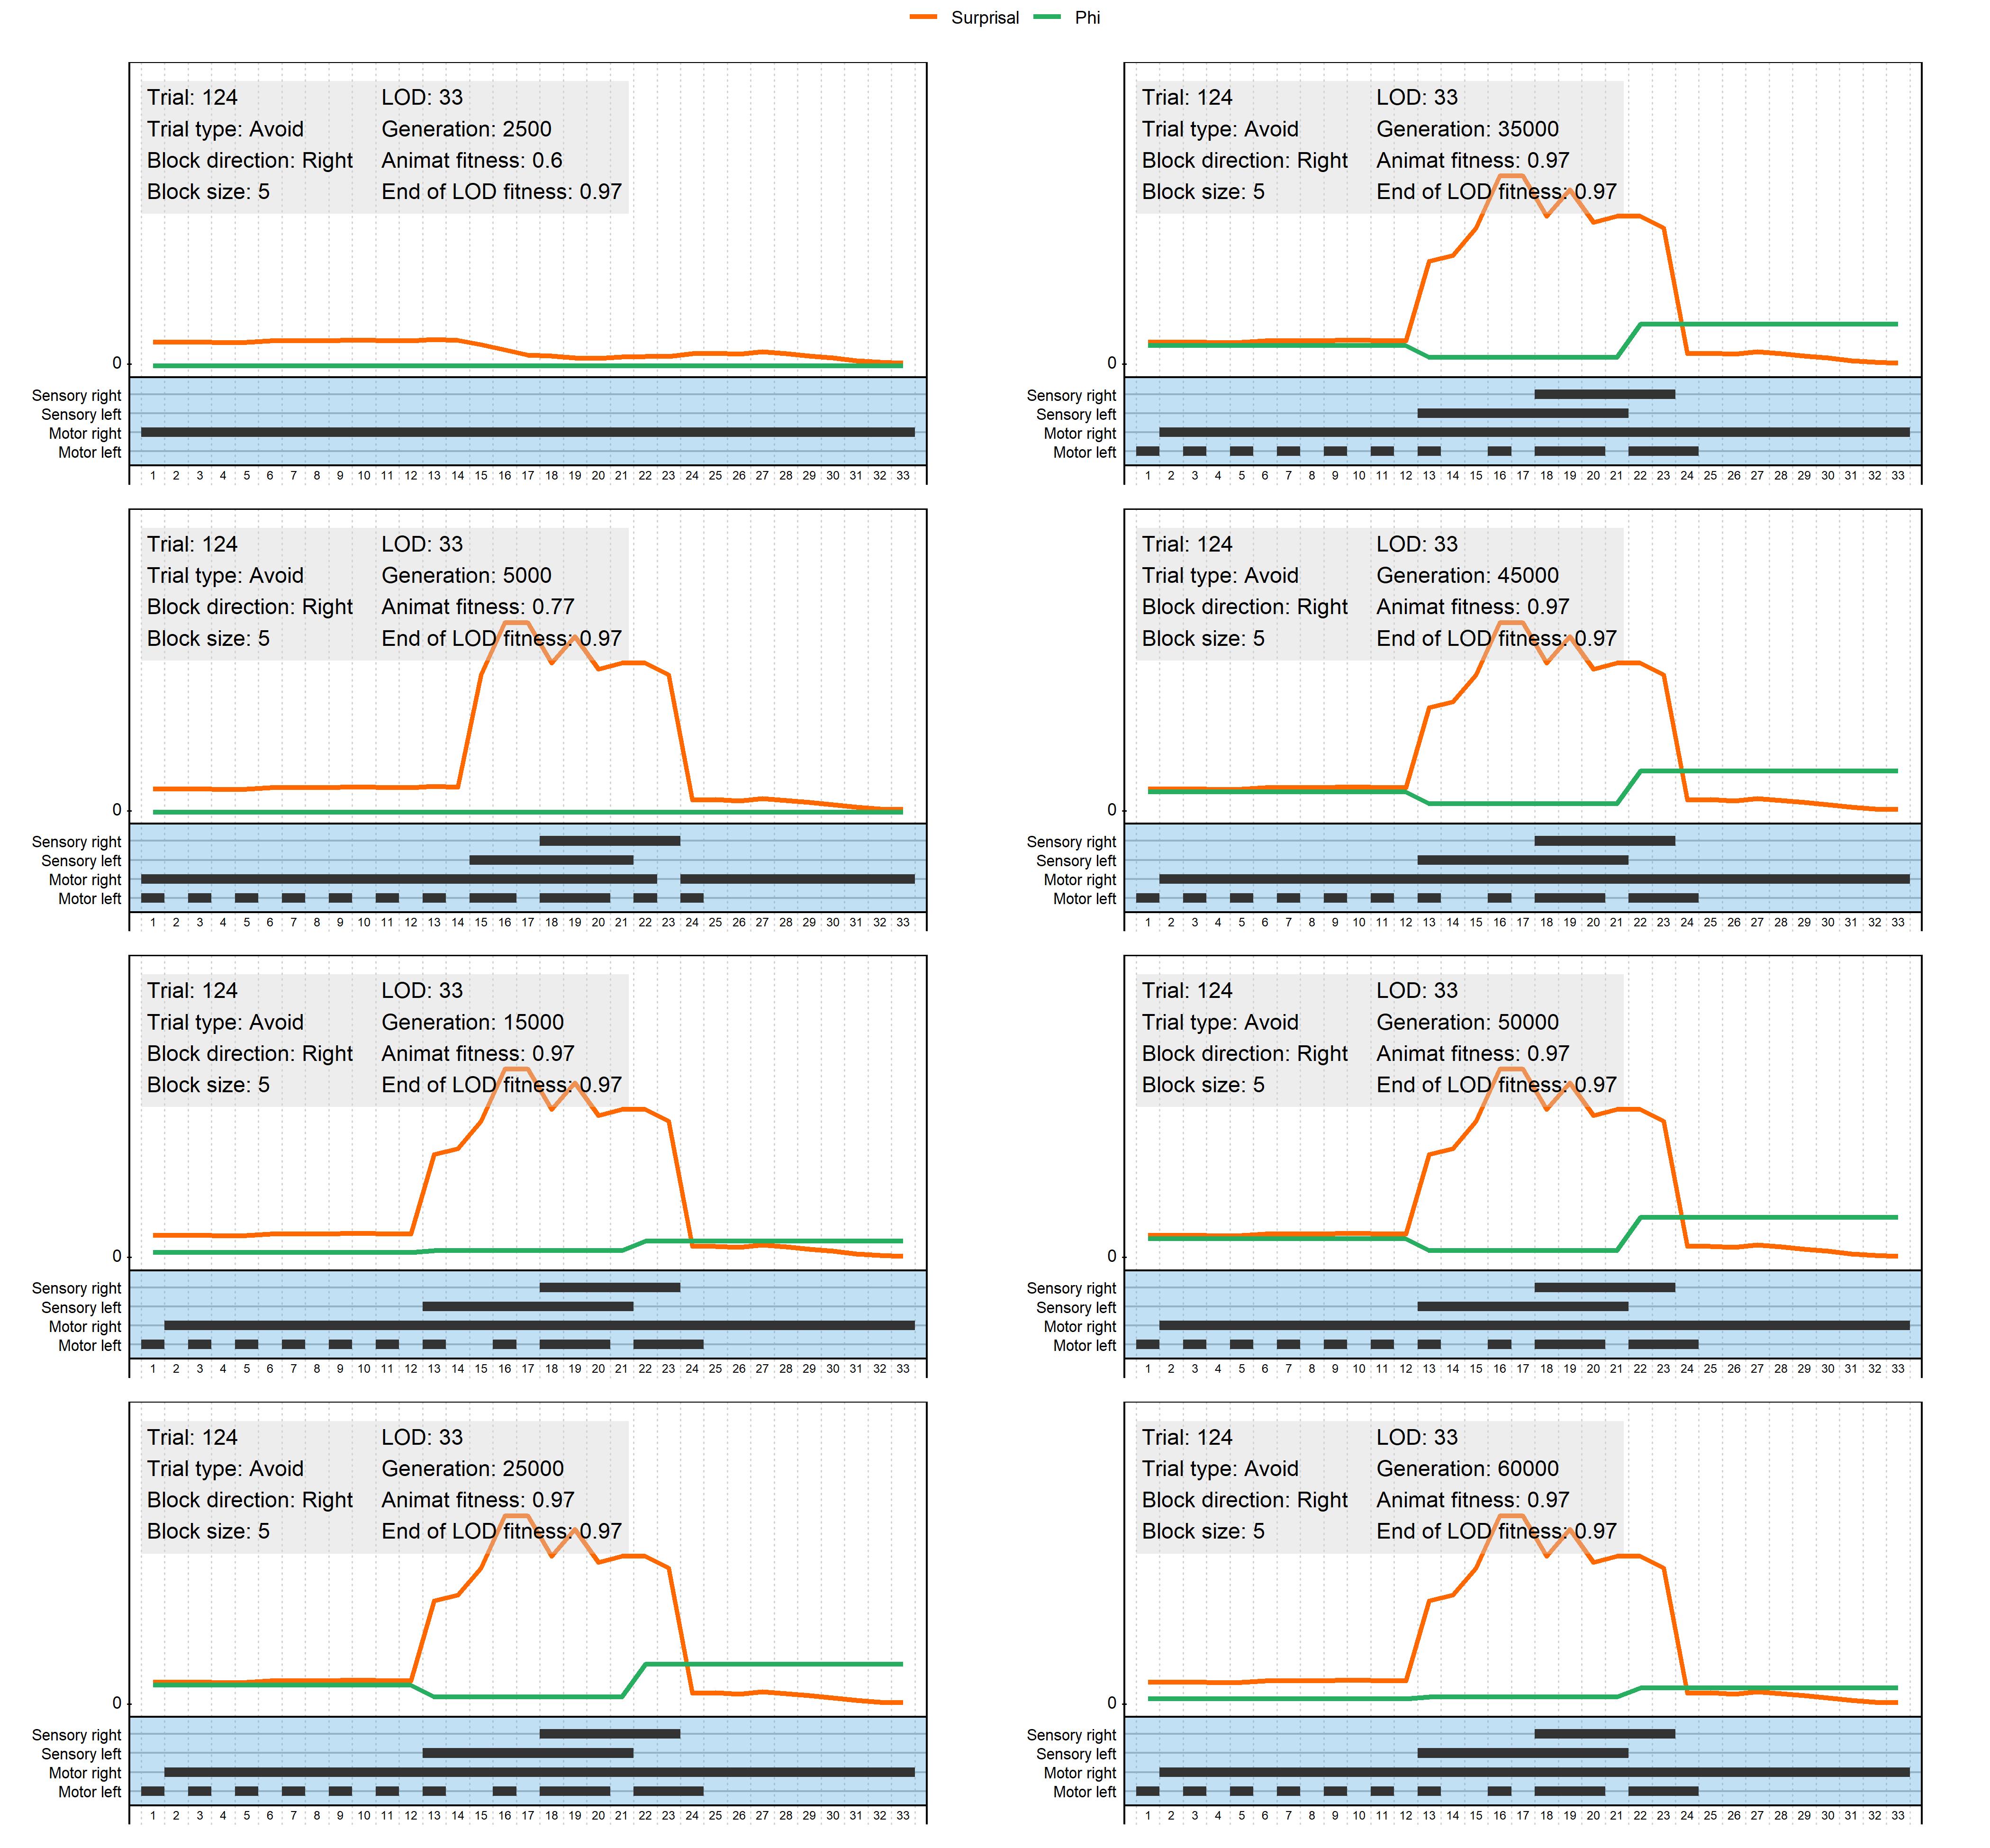 Surprisal Phi
Trial: 124 LOD: 33
Trial type: Avoid Generation: 2500
Block direction: Right Animat fitness: 0.6
Block size: 5 End of LOD fitness: 0.97
0
Sensory right
Sensory left
Motor right
Motor left
1 2 3 4 5 6 7 8 9 10 11 12 13 14 15 16 17 18 19 20 21 22 23 24 25 26 27 28 29 30 31 32 33
Trial: 124 LOD: 33
Trial type: Avoid Generation: 35000
Block direction: Right Animat fitness: 0.97
Block size: 5 End of LOD fitness: 0.97
0
Sensory right
Sensory left
Motor right
Motor left
1 2 3 4 5 6 7 8 9 10 11 12 13 14 15 16 17 18 19 20 21 22 23 24 25 26 27 28 29 30 31 32 33
Trial: 124 LOD: 33
Trial type: Avoid Generation: 5000
Block direction: Right Animat fitness: 0.77
Block size: 5 End of LOD fitness: 0.97
0
Sensory right
Sensory left
Motor right
Motor left
1 2 3 4 5 6 7 8 9 10 11 12 13 14 15 16 17 18 19 20 21 22 23 24 25 26 27 28 29 30 31 32 33
Trial: 124 LOD: 33
Trial type: Avoid Generation: 45000
Block direction: Right Animat fitness: 0.97
Block size: 5 End of LOD fitness: 0.97
0
Sensory right
Sensory left
Motor right
Motor left
1 2 3 4 5 6 7 8 9 10 11 12 13 14 15 16 17 18 19 20 21 22 23 24 25 26 27 28 29 30 31 32 33
Trial: 124 LOD: 33
Trial type: Avoid Generation: 15000
Block direction: Right Animat fitness: 0.97
Block size: 5 End of LOD fitness: 0.97
0
Sensory right
Sensory left
Motor right
Motor left
1 2 3 4 5 6 7 8 9 10 11 12 13 14 15 16 17 18 19 20 21 22 23 24 25 26 27 28 29 30 31 32 33
Trial: 124 LOD: 33
Trial type: Avoid Generation: 50000
Block direction: Right Animat fitness: 0.97
Block size: 5 End of LOD fitness: 0.97
0
Sensory right
Sensory left
Motor right
Motor left
1 2 3 4 5 6 7 8 9 10 11 12 13 14 15 16 17 18 19 20 21 22 23 24 25 26 27 28 29 30 31 32 33
Trial: 124 LOD: 33
Trial type: Avoid Generation: 25000
Block direction: Right Animat fitness: 0.97
Block size: 5 End of LOD fitness: 0.97
0
Sensory right
Sensory left
Motor right
Motor left
1 2 3 4 5 6 7 8 9 10 11 12 13 14 15 16 17 18 19 20 21 22 23 24 25 26 27 28 29 30 31 32 33
Trial: 124 LOD: 33
Trial type: Avoid Generation: 60000
Block direction: Right Animat fitness: 0.97
Block size: 5 End of LOD fitness: 0.97
0
Sensory right
Sensory left
Motor right
Motor left
1 2 3 4 5 6 7 8 9 10 11 12 13 14 15 16 17 18 19 20 21 22 23 24 25 26 27 28 29 30 31 32 33